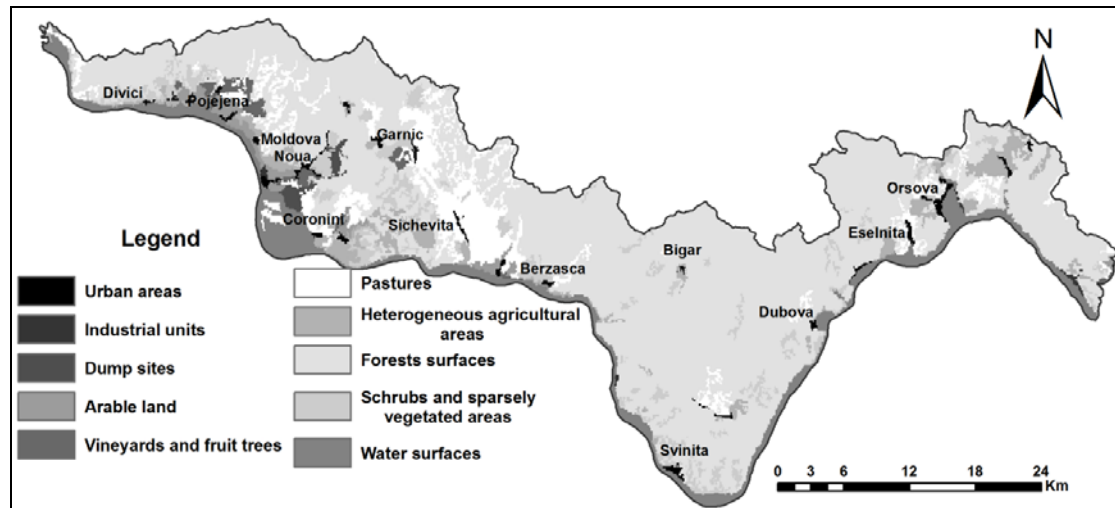 N
Divici
Pojejena
Moldova
Noua
Garnic
Coronint
Sichevita
Berzasca
Bigar
Dubova
Eselnita
Orsova
Svinita
Legend
Urban areas
Industrial units
Dump sites
Arable land
Vineyards and fruit trees
Pastures
Heterogeneous agricultural
areas
Forests surfaces
Schrubs and sparsely
vegetated areas
Water surfaces
0 3 6 12 18 24
Km